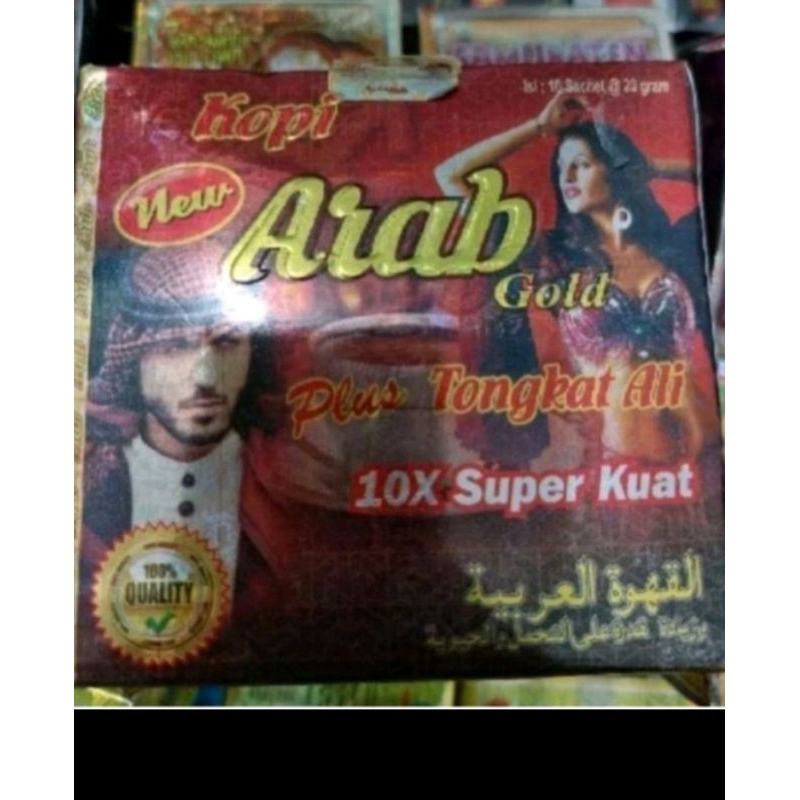 Isi : 10 Sachet @ 20 gram
Kopi
New
Arab
Gold
Plus Tongkat Ali
10X Super Kuat
100%
QUALITY
القهوة العربية